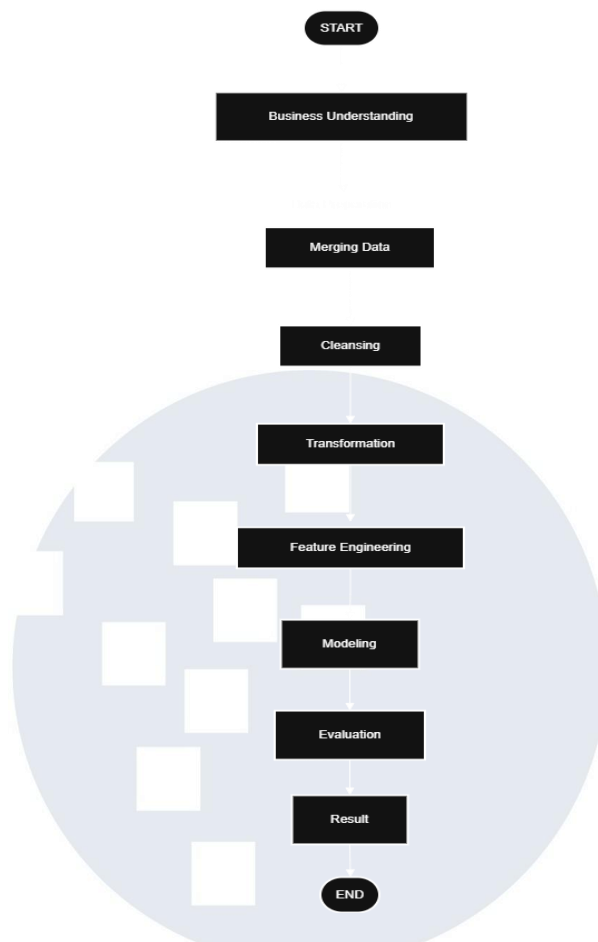 START
Business Understanding
Merging Data
Cleansing
Transformation
Feature Engineering
Modeling
Evaluation
Result
END